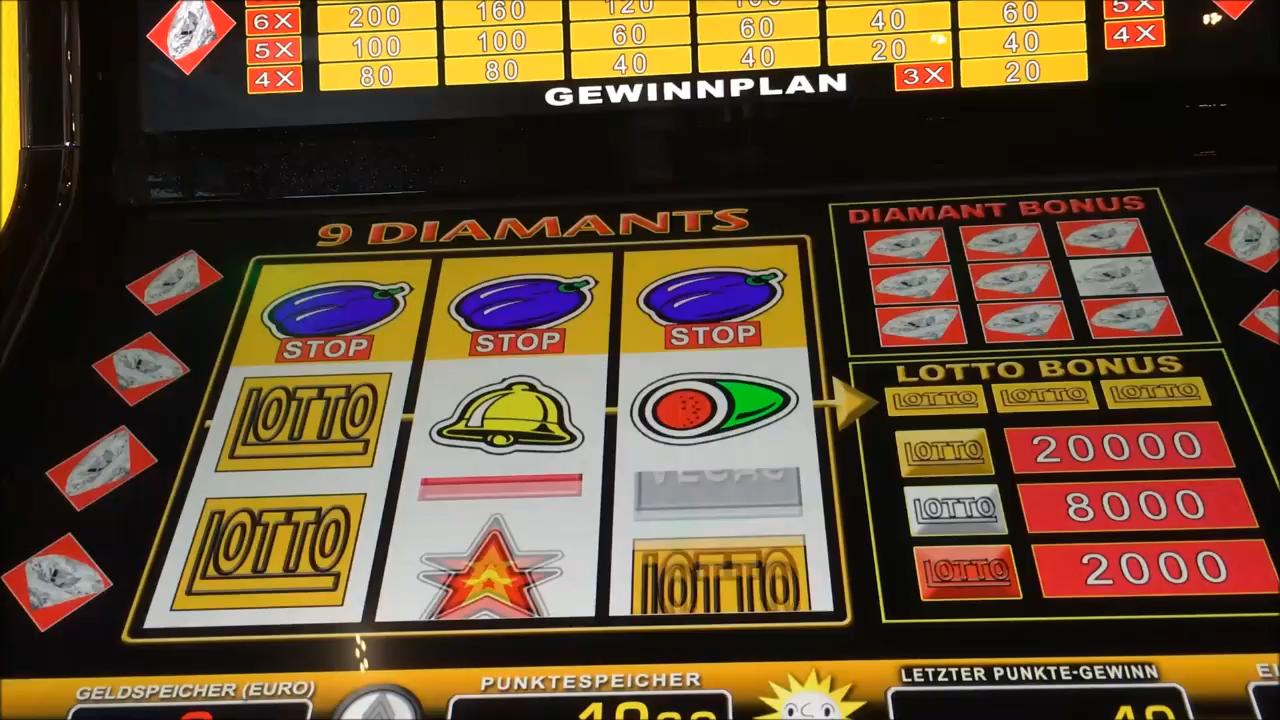 6X 200 160 120 40 60 5X
5X 100 100 60 60 20 40 4X
4X 80 80 40 40 3X 20
GEWINNPLAN
9 DIAMANTS
DIAMANT BONUS
STOP STOP STOP
LOTTO BONUS
LOTTO LOTTO LOTTO
LOTTO
LOTTO 20000
LOTTO 8000
VEGAS
LOTTO LOTTO
LOTTO 2000
GELDSPEICHER (EURO)
PUNKTESPEICHER
LETZTER PUNKTE-GEWINN